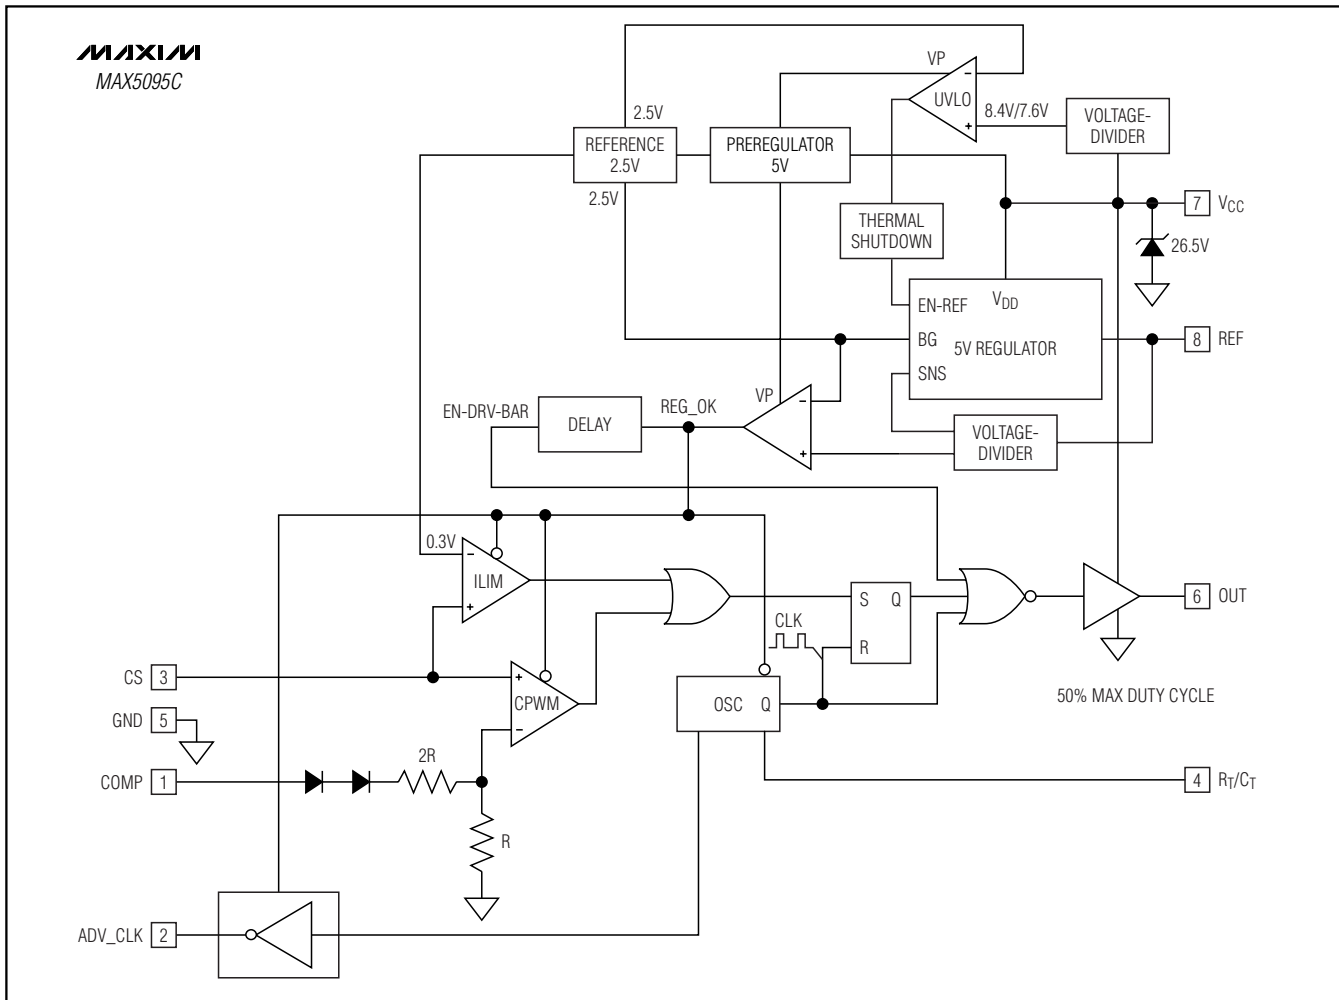 MAXIM
MAX5095C
VP
-
UVLO
+
8.4V/7.6V
VOLTAGE-
DIVIDER
2.5V
REFERENCE
2.5V
PREREGULATOR
5V
2.5V
THERMAL
SHUTDOWN
7
VCC
26.5V
EN-REF
VDD
BG
5V REGULATOR
SNS
8
REF
VP
-
+
EN-DRV-BAR
DELAY
REG_OK
VOLTAGE-
DIVIDER
0.3V
-
ILIM
+
S
Q
R
CLK
6
OUT
CS
3
+
CPWM
-
OSC
Q
50% MAX DUTY CYCLE
GND
5
COMP
1
2R
4
RT/CT
R
ADV_CLK
2